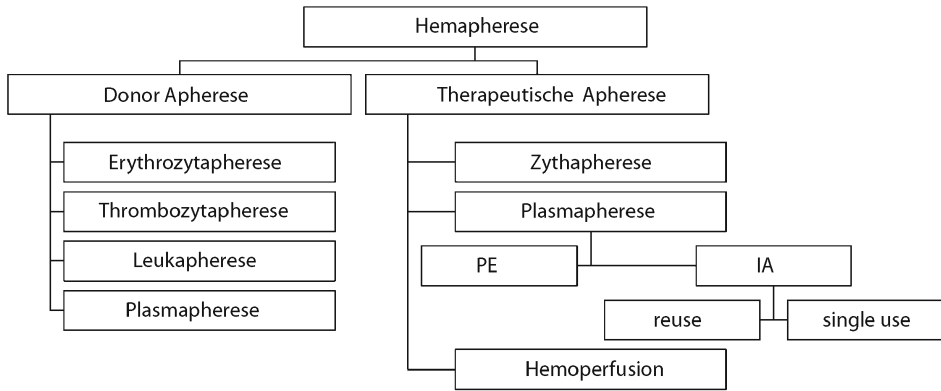 Hemapherese
Donor Apherese
Therapeutische Apherese
Erythrozytapherese
Zythapherese
Thrombozytapherese
Plasmapherese
PE
IA
Leukapherese
Plasmapherese
reuse
single use
Hemoperfusion